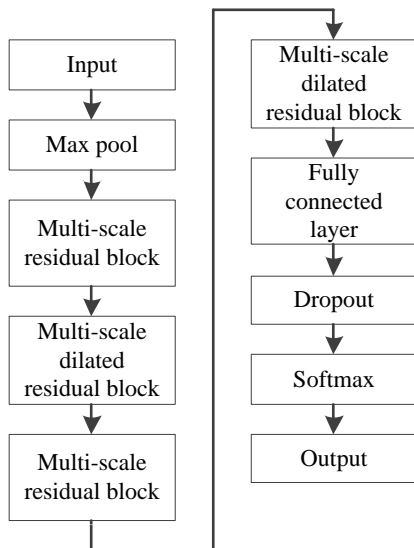 Input
Max pool
Multi-scale
residual block
Multi-scale
dilated
residual block
Multi-scale
residual block
Multi-scale
dilated
residual block
Fully
connected
layer
Dropout
Softmax
Output